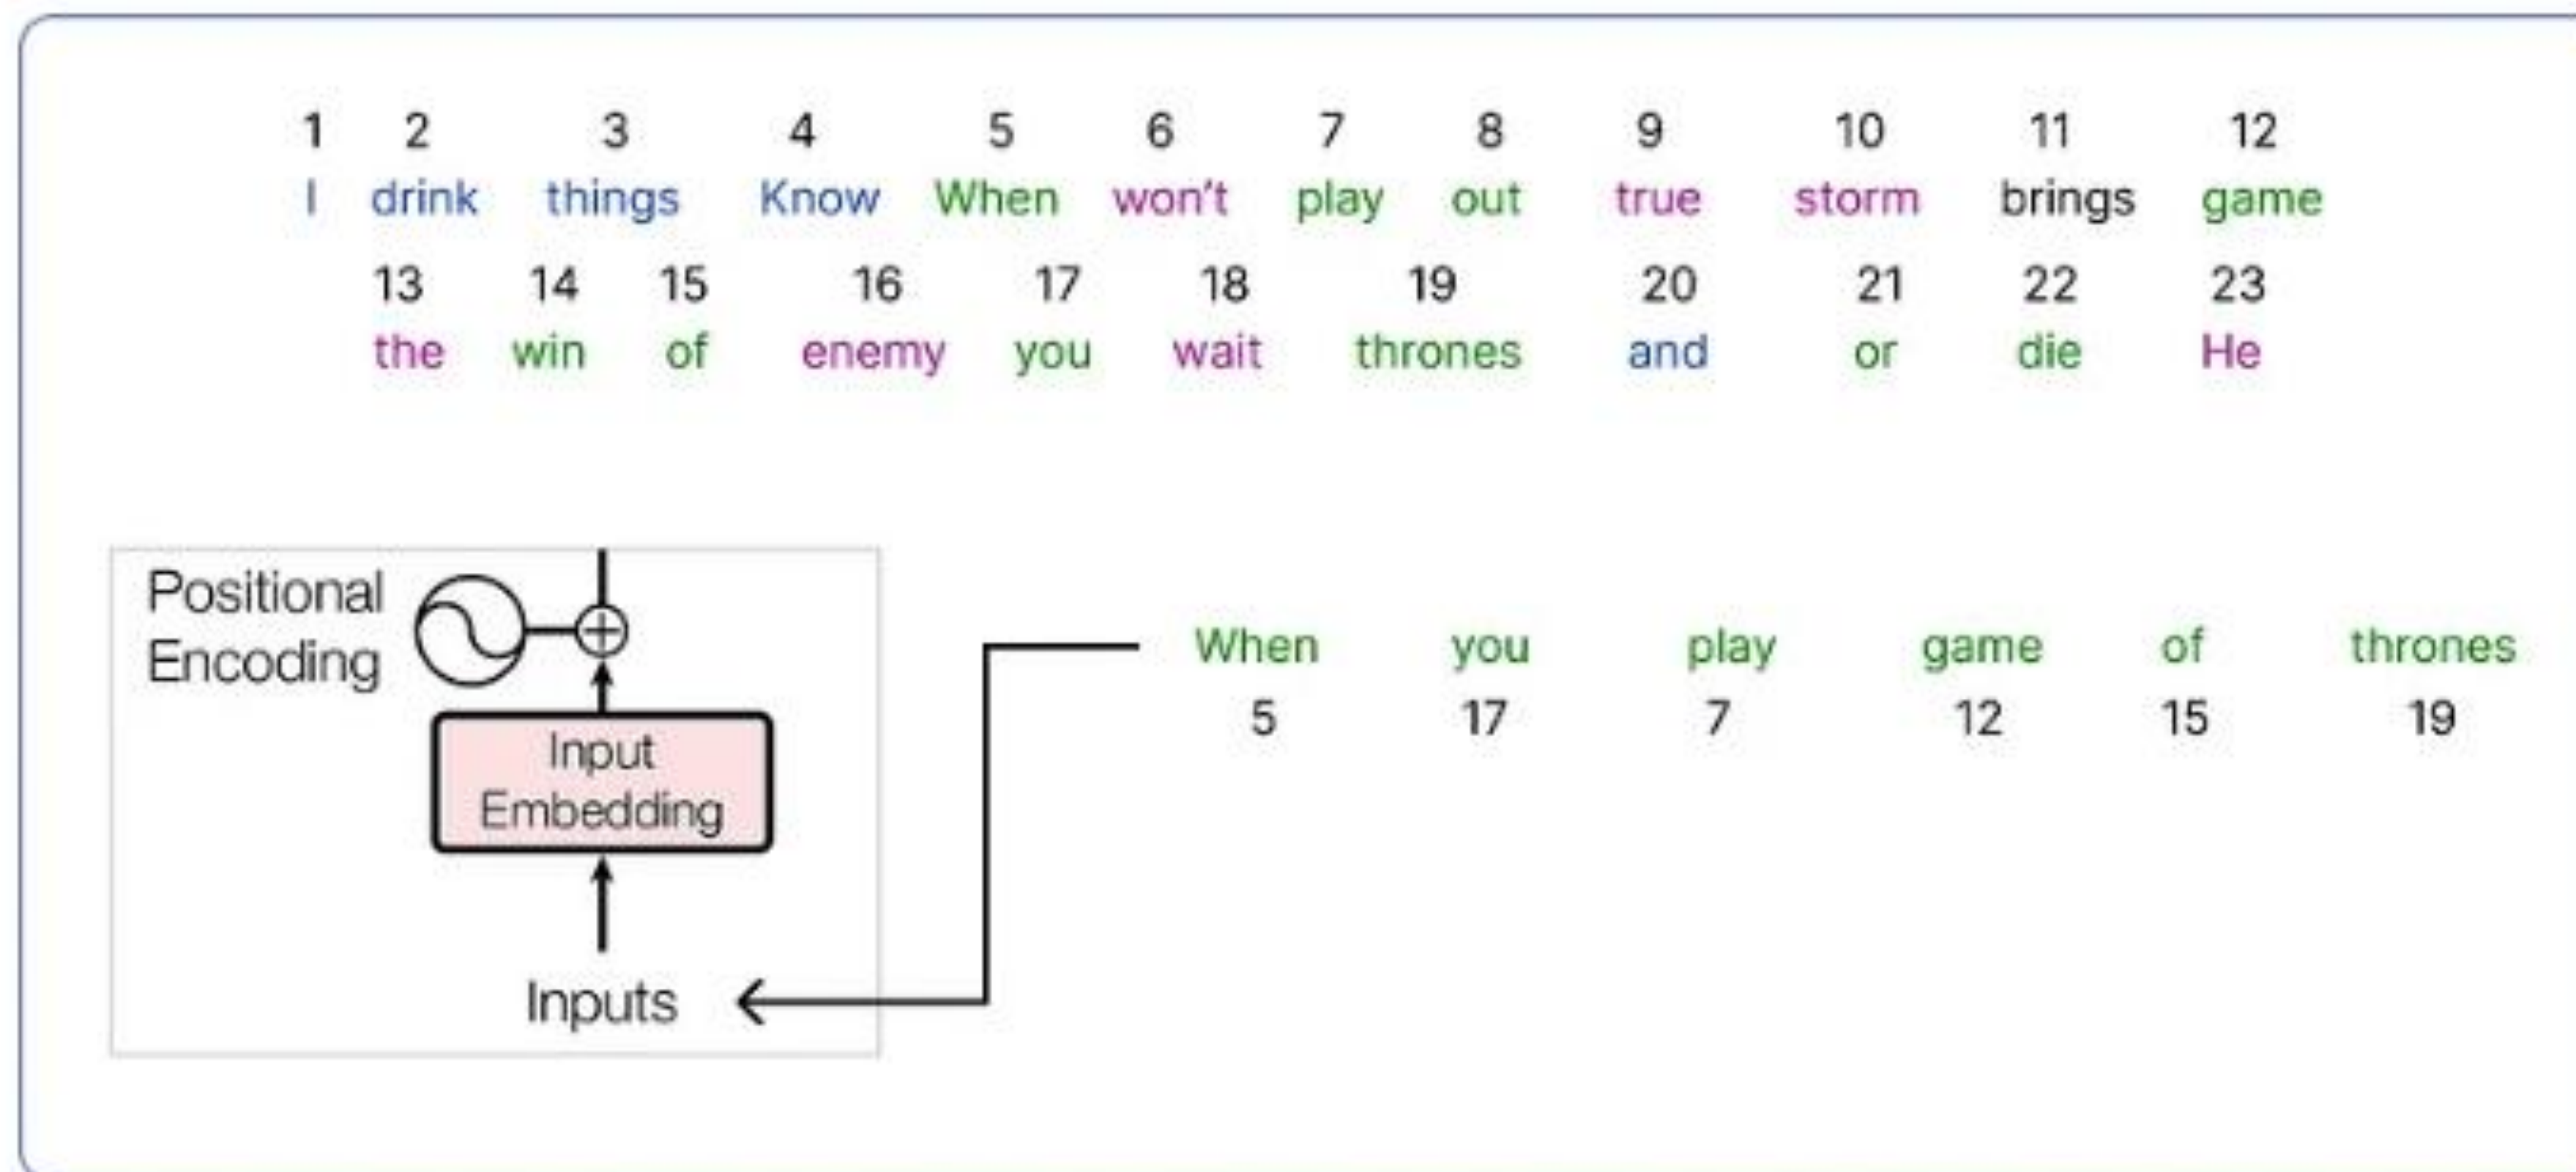 1 2 3 4 5 6 7 8 9 10 11 12
I drink things Know When won't play out true storm brings game
13 14 15 16 17 18 19 20 21 22 23
the win of enemy you wait thrones and or die He
Positional
Encoding
Input
Embedding
Inputs
When you play game of thrones
5 17 7 12 15 19